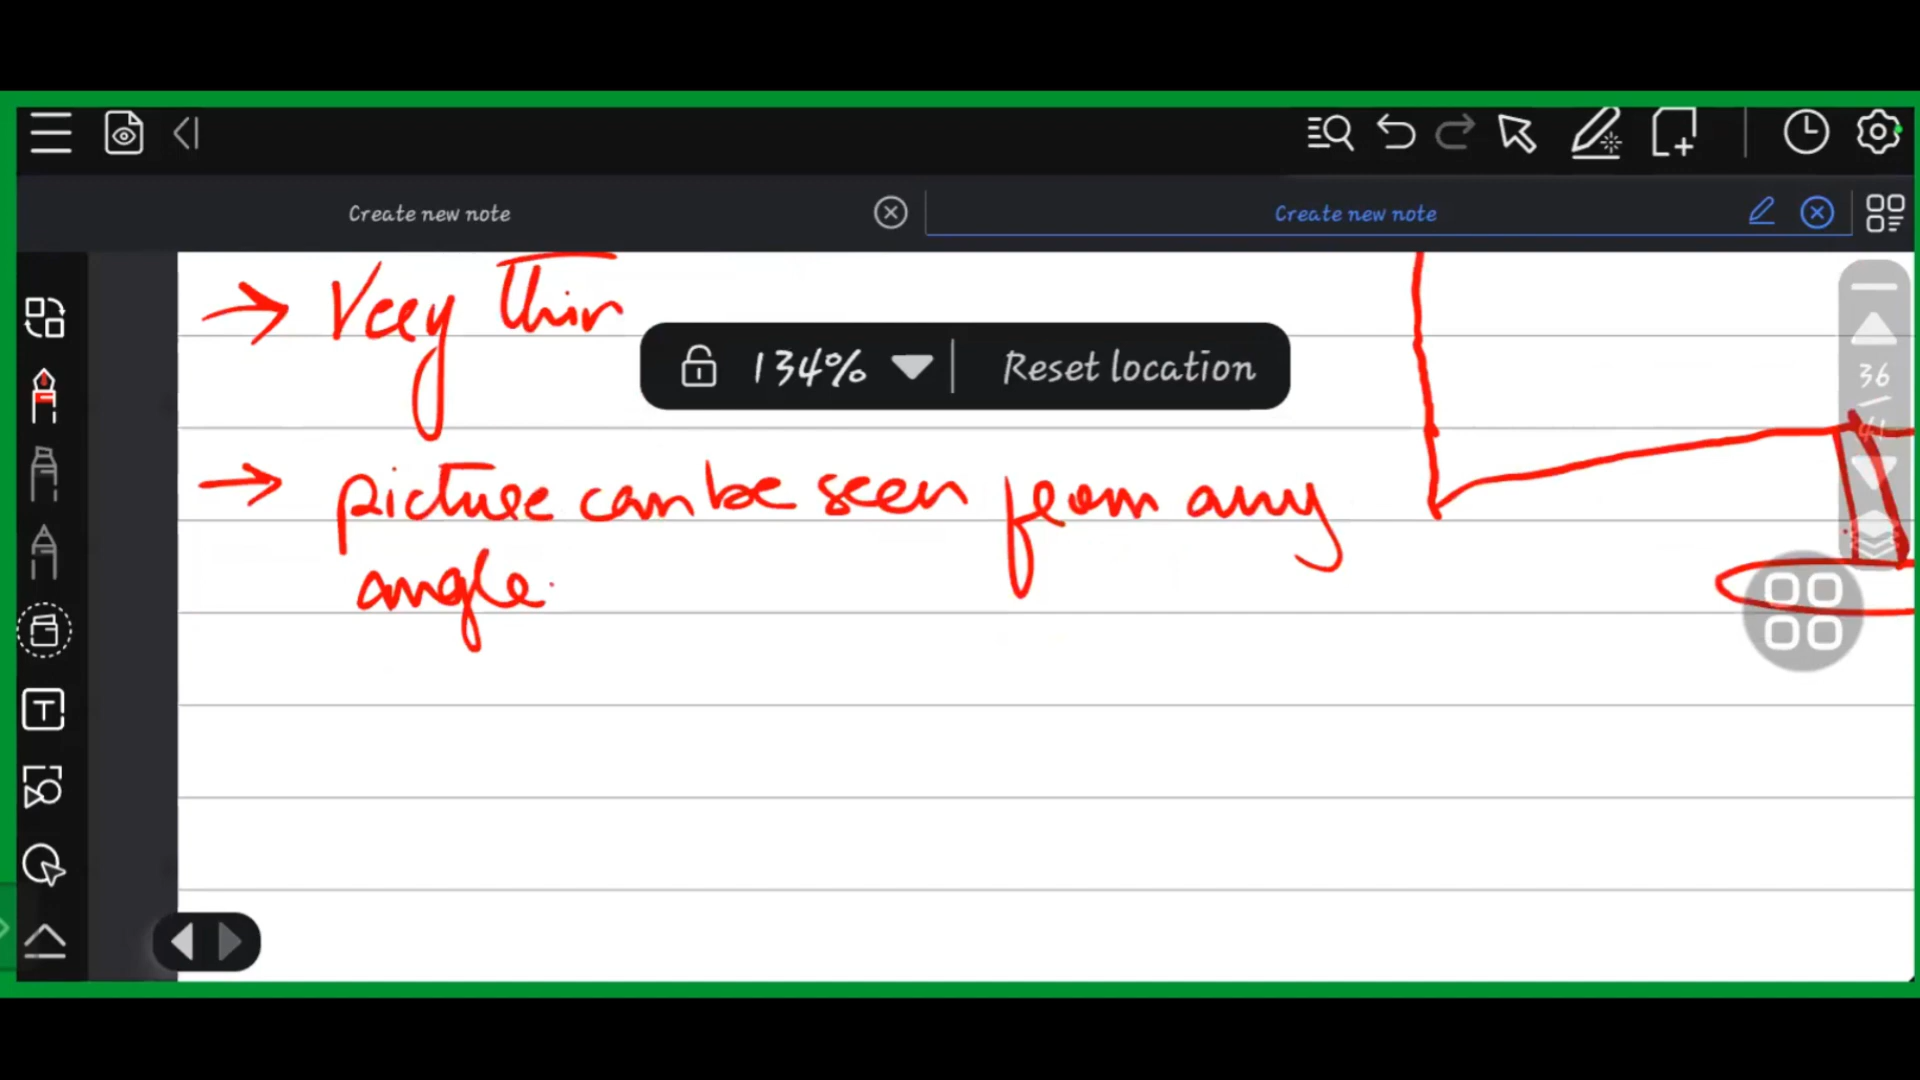 Create new note
Create new note
→ Very thin
134%
Reset location
36
41
→ picture can be seen from any
angle.